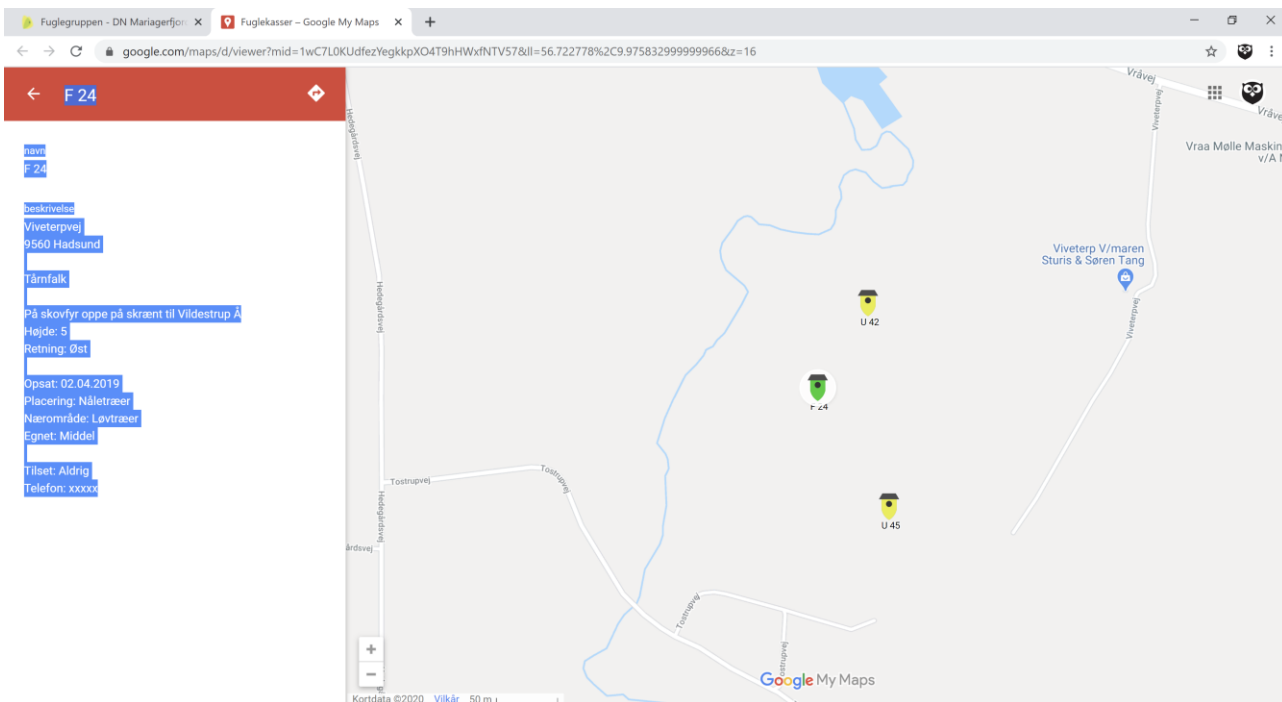 Fuglegruppen - DN Mariagerfjor
Fuglekasser – Google My Maps
google.com/maps/d/viewer?mid=1wC7L0KUdfezYegkkpXO4T9hHWxfNTV57&ll=56.722778%2C9.975832999999966&z=16
F 24
navn
F 24
beskrivelse
Viveterpvej
9560 Hadsund
Tårnfalk
På skovfyr oppe på skrænt til Vildestrup Å
Højde: 5
Retning: Øst
Opsat: 02.04.2019
Placering: Nåletræer
Nærområde: Løvtræer
Egnet: Middel
Tilset: Aldrig
Telefon: xxxxx
Vråvej
Vråve
Viveterpvej
Hedegårdsvej
Vraa Mølle Maskin
v/A
Viveterp V/maren
Sturis & Søren Tang
Hedegårdsvej
Viveterpvej
U 42
F 24
Tostrupvej
Tostrupvej
Hedegårdsvej
U 45
årdsvej
Tostrupvej
ostrupvej
Google My Maps
Kortdata ©2020 Vilkår 50 m